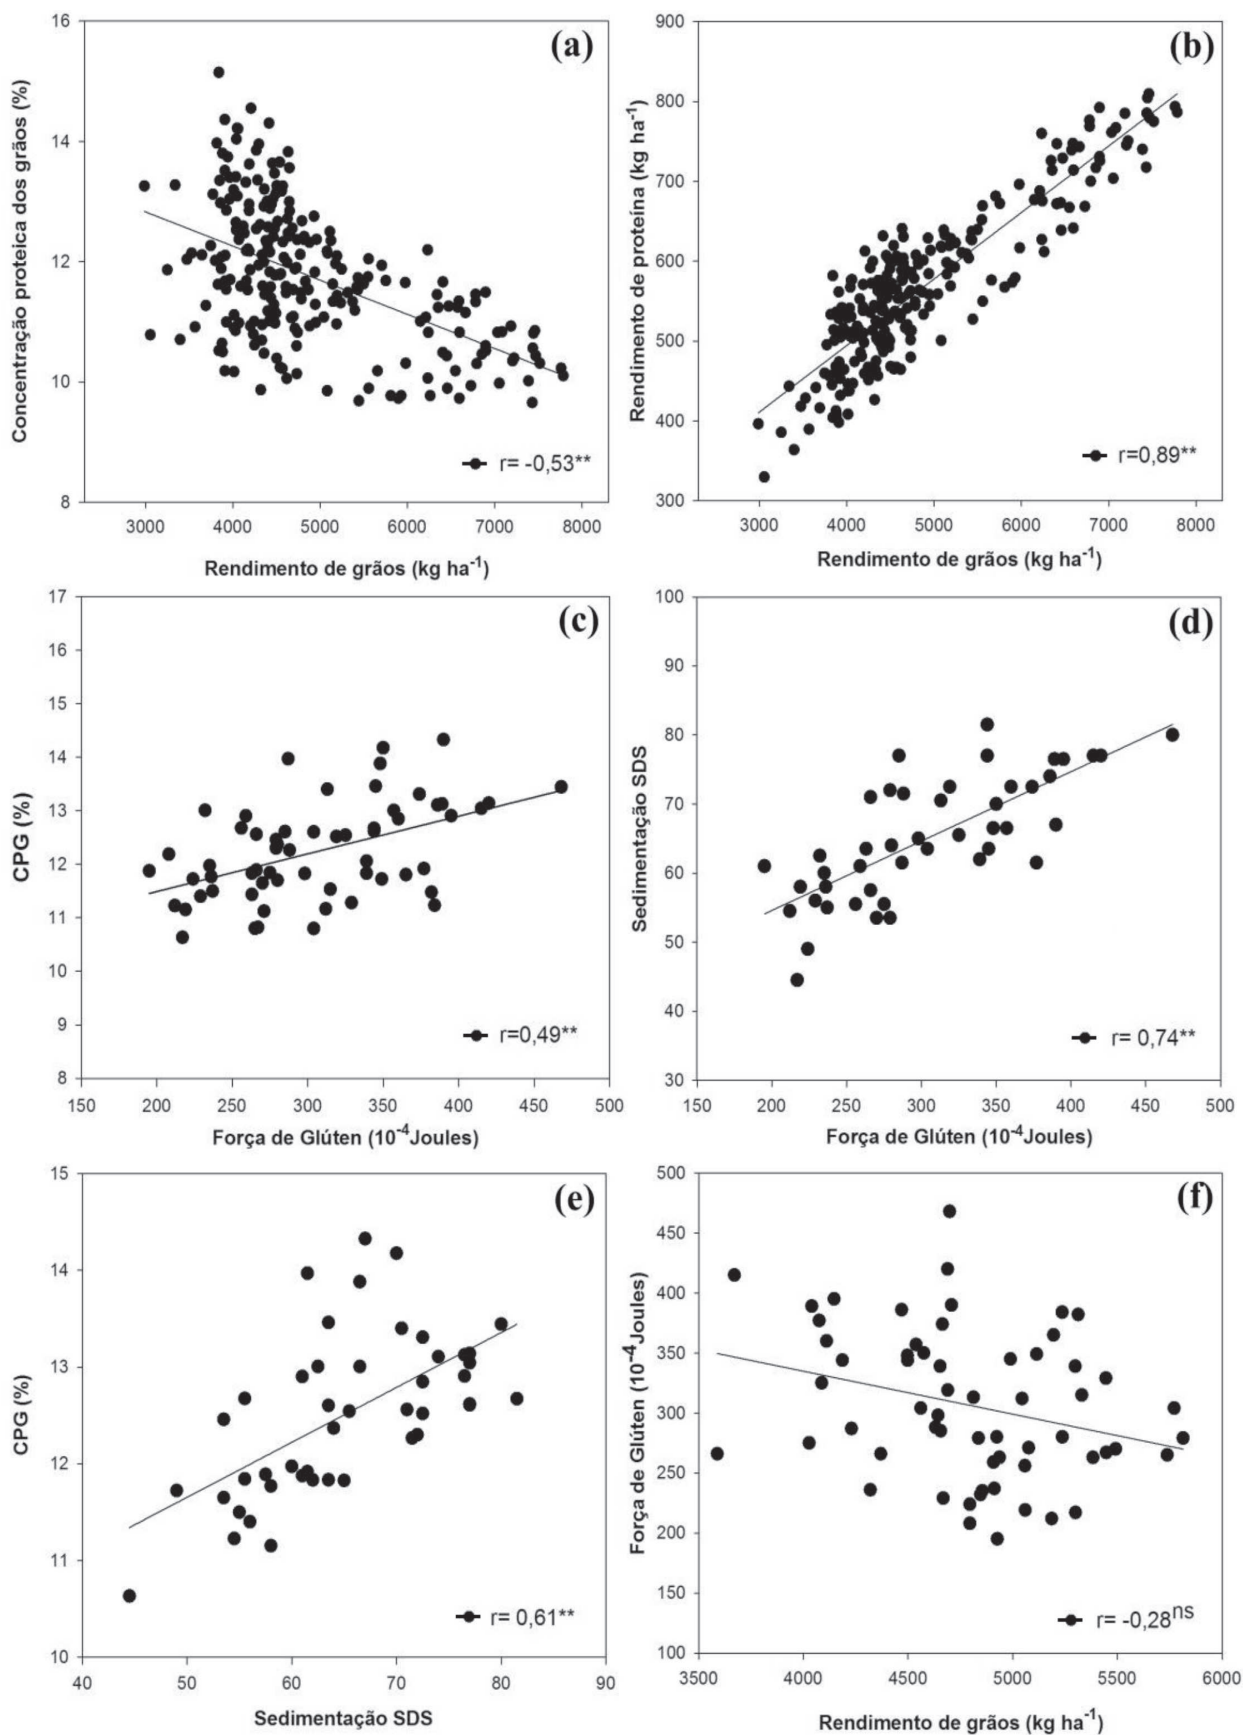 (a)
Concentração proteica dos grãos (%)
16
14
12
10
8
r= -0,53**
3000 4000 5000 6000 7000 8000
Rendimento de grãos (kg ha⁻¹)
(b)
Rendimento de proteína (kg ha⁻¹)
900
800
700
600
500
400
300
r=0,89**
3000 4000 5000 6000 7000 8000
Rendimento de grãos (kg ha⁻¹)
(c)
CPG (%)
17
16
15
14
13
12
11
10
9
8
r=0,49**
150 200 250 300 350 400 450 500
Força de Glúten (10⁻⁴Joules)
(d)
Sedimentação SDS
100
90
80
70
60
50
40
30
r= 0,74**
150 200 250 300 350 400 450 500
Força de Glúten (10⁻⁴Joules)
(e)
CPG (%)
15
14
13
12
11
10
r= 0,61**
40 50 60 70 80 90
Sedimentação SDS
(f)
Força de Glúten (10⁻⁴Joules)
500
450
400
350
300
250
200
150
100
r= -0,28ⁿˢ
3500 4000 4500 5000 5500 6000
Rendimento de grãos (kg ha⁻¹)